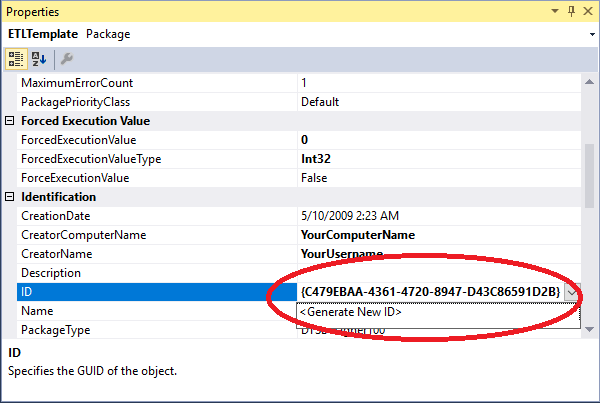 Properties
ETLTemplate Package
MaximumErrorCount 1
PackagePriorityClass Default
Forced Execution Value
ForcedExecutionValue 0
ForcedExecutionValueType Int32
ForceExecutionValue False
Identification
CreationDate 5/10/2009 2:23 AM
CreatorComputerName YourComputerName
CreatorName YourUsername
Description
ID {C479EBAA-4361-4720-8947-D43C86591D2B}
Name <Generate New ID>
PackageType
ID
Specifies the GUID of the object.